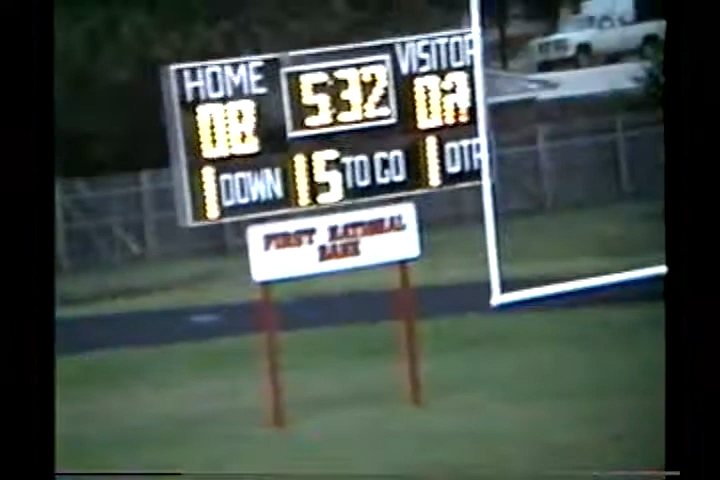 HOME 532 VISITOR
08
1 DOWN 15 TO GO 1 QTR
FIRST NATIONAL
BANK